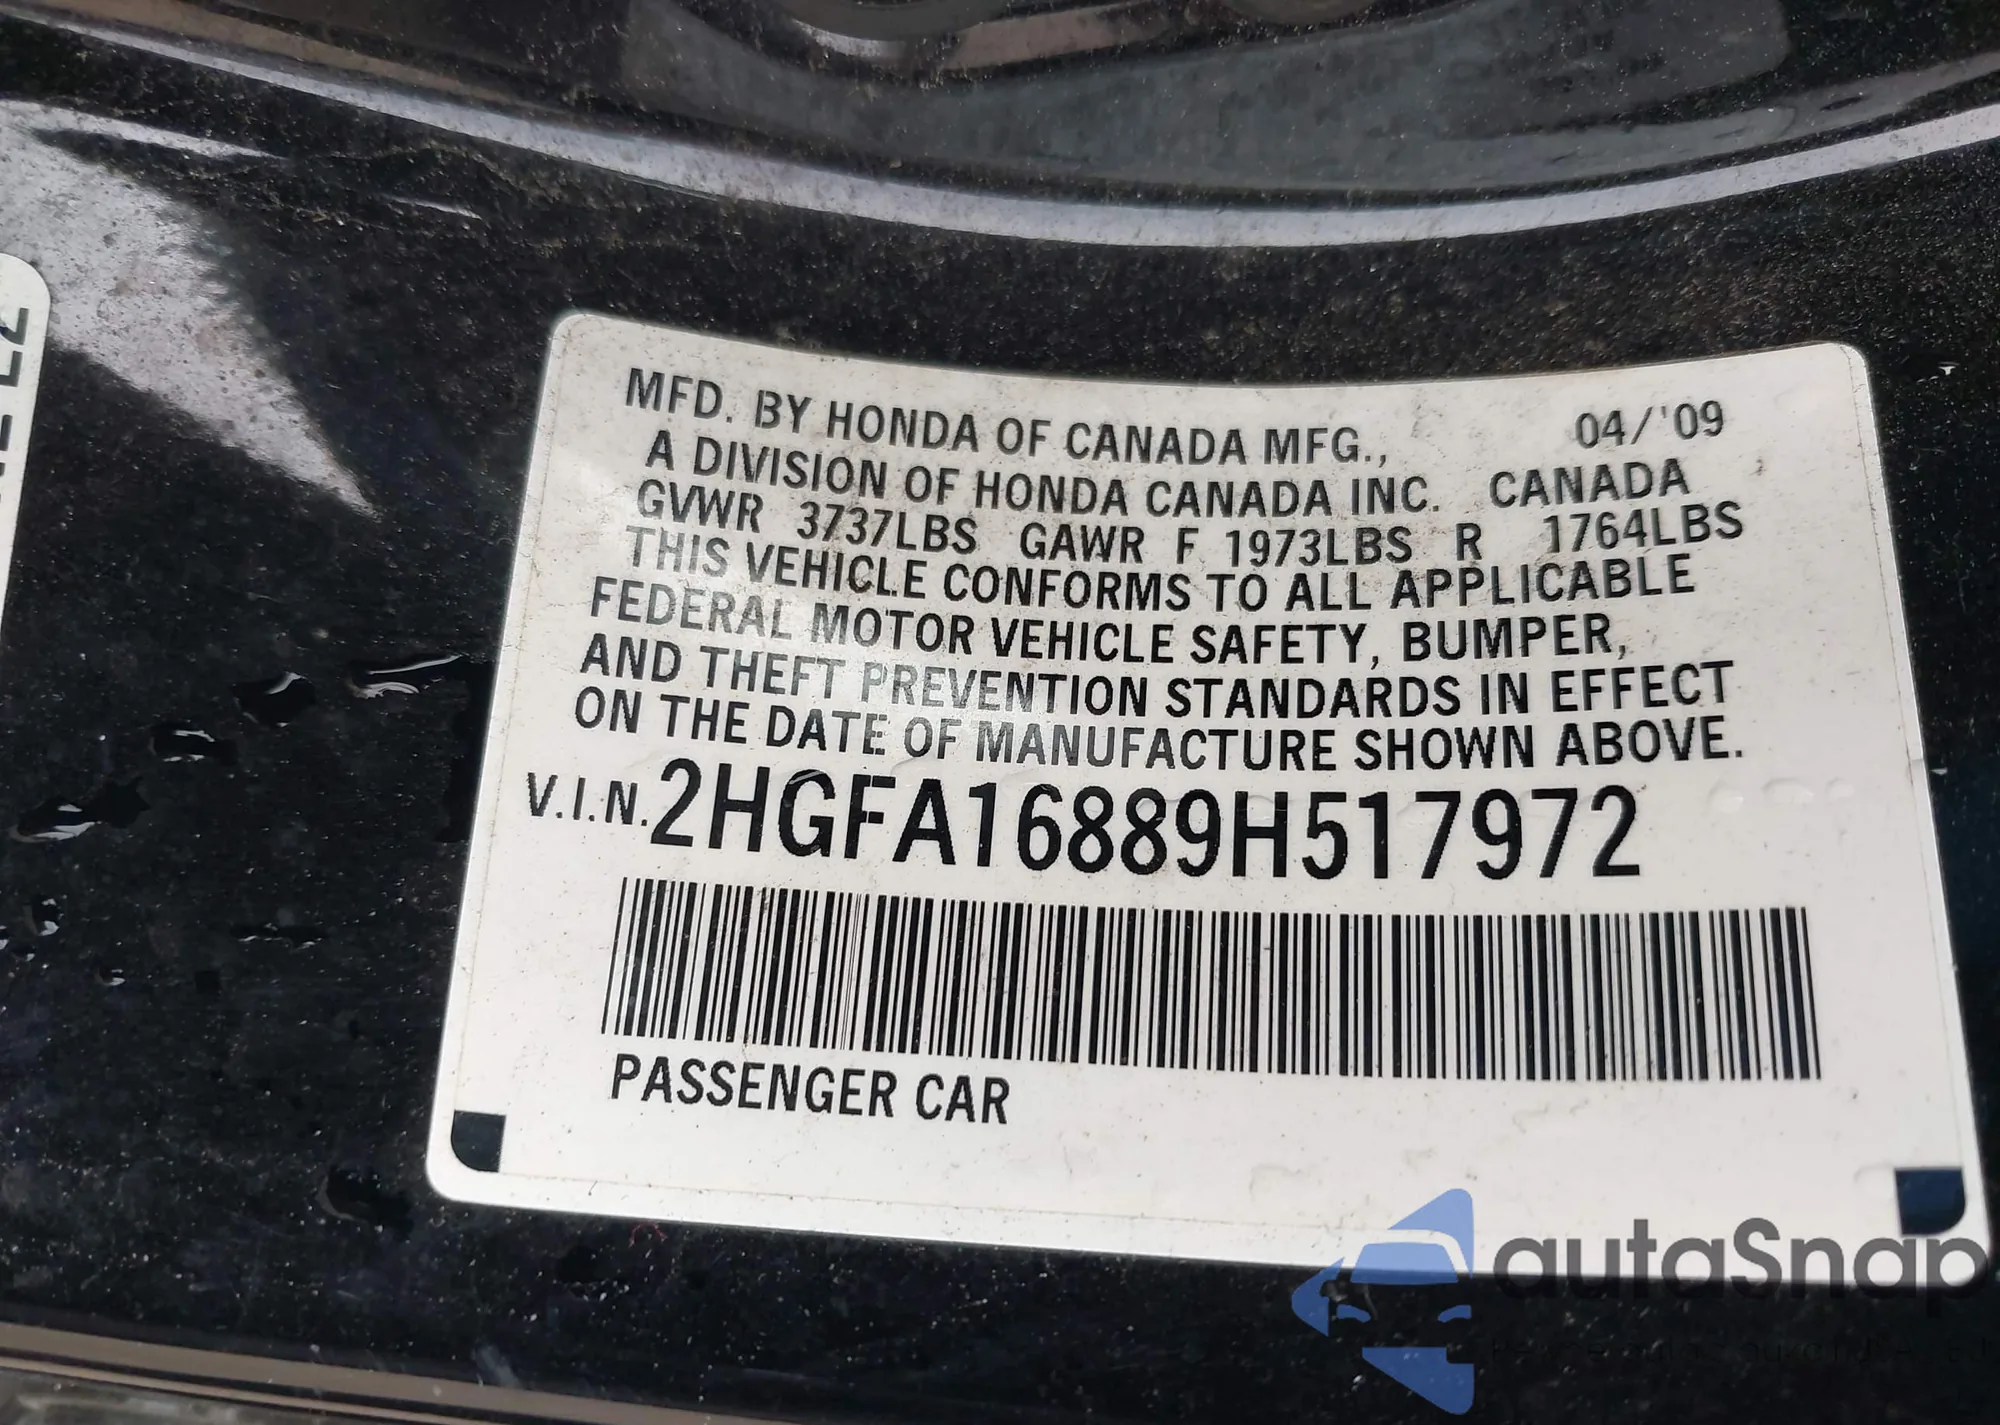 MFD. BY HONDA OF CANADA MFG., 04/'09
A DIVISION OF HONDA CANADA INC. CANADA
GVWR 3737LBS GAWR F 1973LBS R 1764LBS
THIS VEHICLE CONFORMS TO ALL APPLICABLE
FEDERAL MOTOR VEHICLE SAFETY, BUMPER,
AND THEFT PREVENTION STANDARDS IN EFFECT
ON THE DATE OF MANUFACTURE SHOWN ABOVE.
V.I.N. 2HGFA16889H517972
PASSENGER CAR
autaSnap